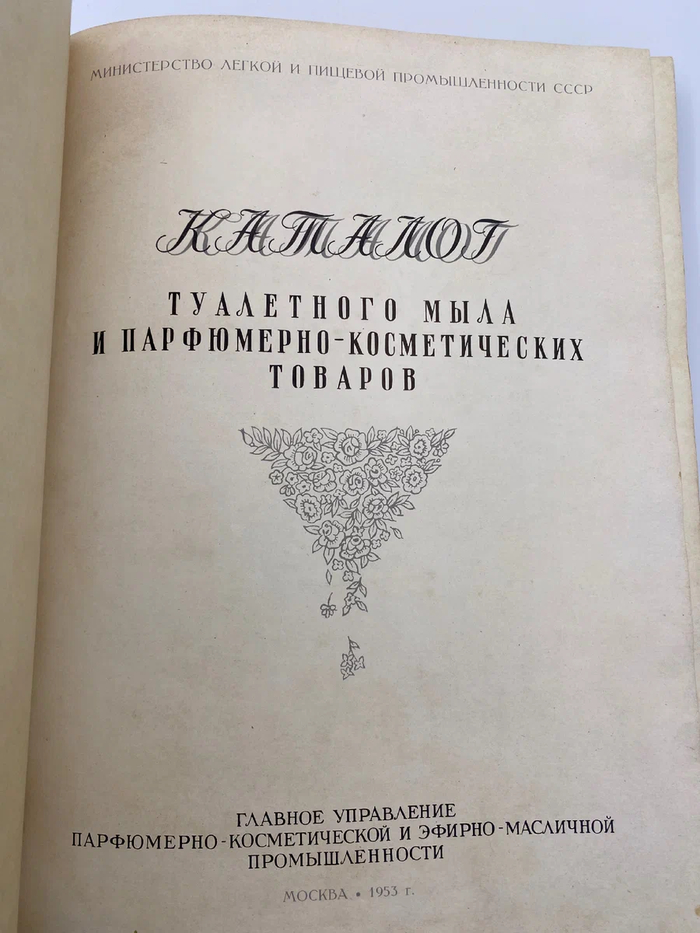 МИНИСТЕРСТВО ЛЕГКОЙ И ПИЩЕВОЙ ПРОМЫШЛЕННОСТИ СССР
КАТАЛОГ
ТУАЛЕТНОГО МЫЛА
И ПАРФЮМЕРНО-КОСМЕТИЧЕСКИХ
ТОВАРОВ
ГЛАВНОЕ УПРАВЛЕНИЕ
ПАРФЮМЕРНО-КОСМЕТИЧЕСКОЙ И ЭФИРНО-МАСЛИЧНОЙ
ПРОМЫШЛЕННОСТИ
МОСКВА • 1953 г.